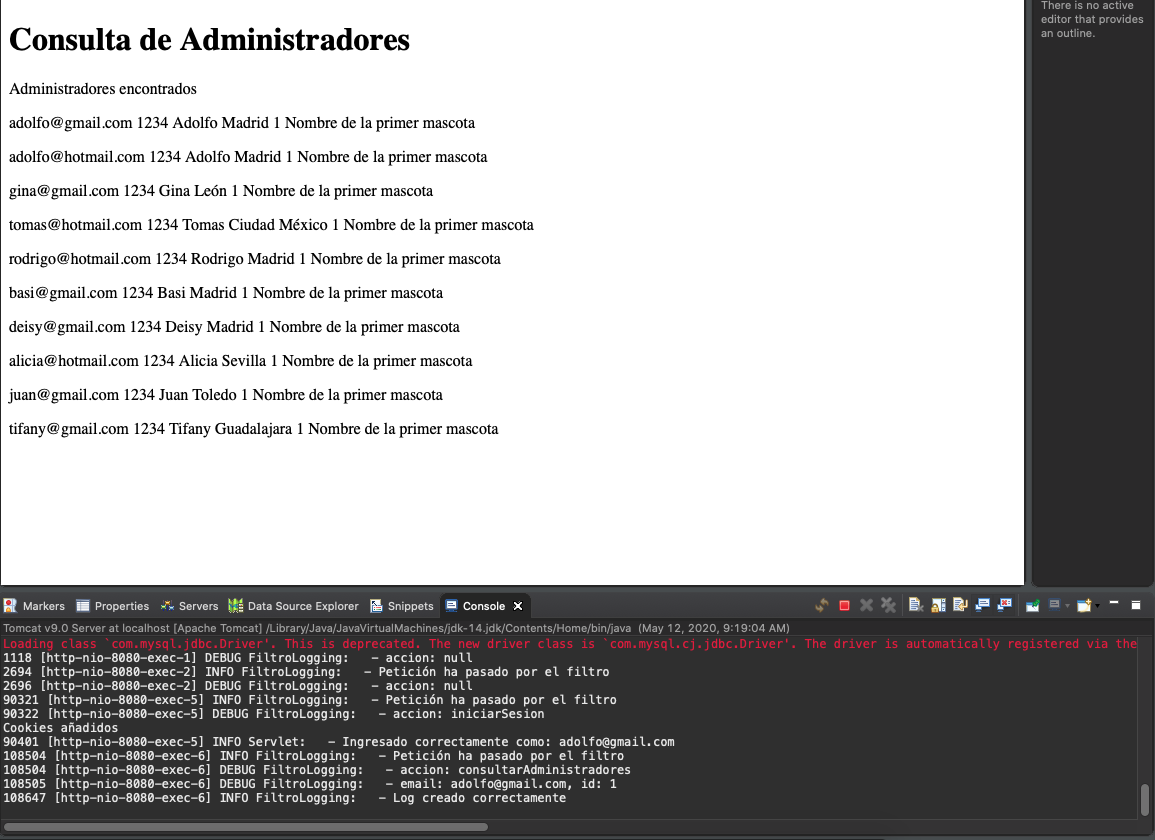 There is no active
editor that provides
an outline.
Consulta de Administradores
Administradores encontrados
adolfo@gmail.com 1234 Adolfo Madrid 1 Nombre de la primer mascota
adolfo@hotmail.com 1234 Adolfo Madrid 1 Nombre de la primer mascota
gina@gmail.com 1234 Gina León 1 Nombre de la primer mascota
tomas@hotmail.com 1234 Tomas Ciudad México 1 Nombre de la primer mascota
rodrigo@hotmail.com 1234 Rodrigo Madrid 1 Nombre de la primer mascota
basi@gmail.com 1234 Basi Madrid 1 Nombre de la primer mascota
deisy@gmail.com 1234 Deisy Madrid 1 Nombre de la primer mascota
alicia@hotmail.com 1234 Alicia Sevilla 1 Nombre de la primer mascota
juan@gmail.com 1234 Juan Toledo 1 Nombre de la primer mascota
tifany@gmail.com 1234 Tifany Guadalajara 1 Nombre de la primer mascota
Markers Properties Servers Data Source Explorer Snippets Console
Tomcat v9.0 Server at localhost [Apache Tomcat] /Library/Java/JavaVirtualMachines/jdk-14.jdk/Contents/Home/bin/java (May 12, 2020, 9:19:04 AM)
Loading class `com.mysql.jdbc.Driver'. This is deprecated. The new driver class is `com.mysql.cj.jdbc.Driver'. The driver is automatically registered via the
1118 [http-nio-8080-exec-1] DEBUG FiltroLogging: - accion: null
2694 [http-nio-8080-exec-2] INFO FiltroLogging: - Petición ha pasado por el filtro
2696 [http-nio-8080-exec-2] DEBUG FiltroLogging: - accion: null
90321 [http-nio-8080-exec-5] INFO FiltroLogging: - Petición ha pasado por el filtro
90322 [http-nio-8080-exec-5] DEBUG FiltroLogging: - accion: iniciarSesion
Cookies añadidos
90401 [http-nio-8080-exec-5] INFO Servlet: - Ingresado correctamente como: adolfo@gmail.com
108504 [http-nio-8080-exec-6] INFO FiltroLogging: - Petición ha pasado por el filtro
108504 [http-nio-8080-exec-6] DEBUG FiltroLogging: - accion: consultarAdministradores
108505 [http-nio-8080-exec-6] DEBUG FiltroLogging: - email: adolfo@gmail.com, id: 1
108647 [http-nio-8080-exec-6] INFO FiltroLogging: - Log creado correctamente